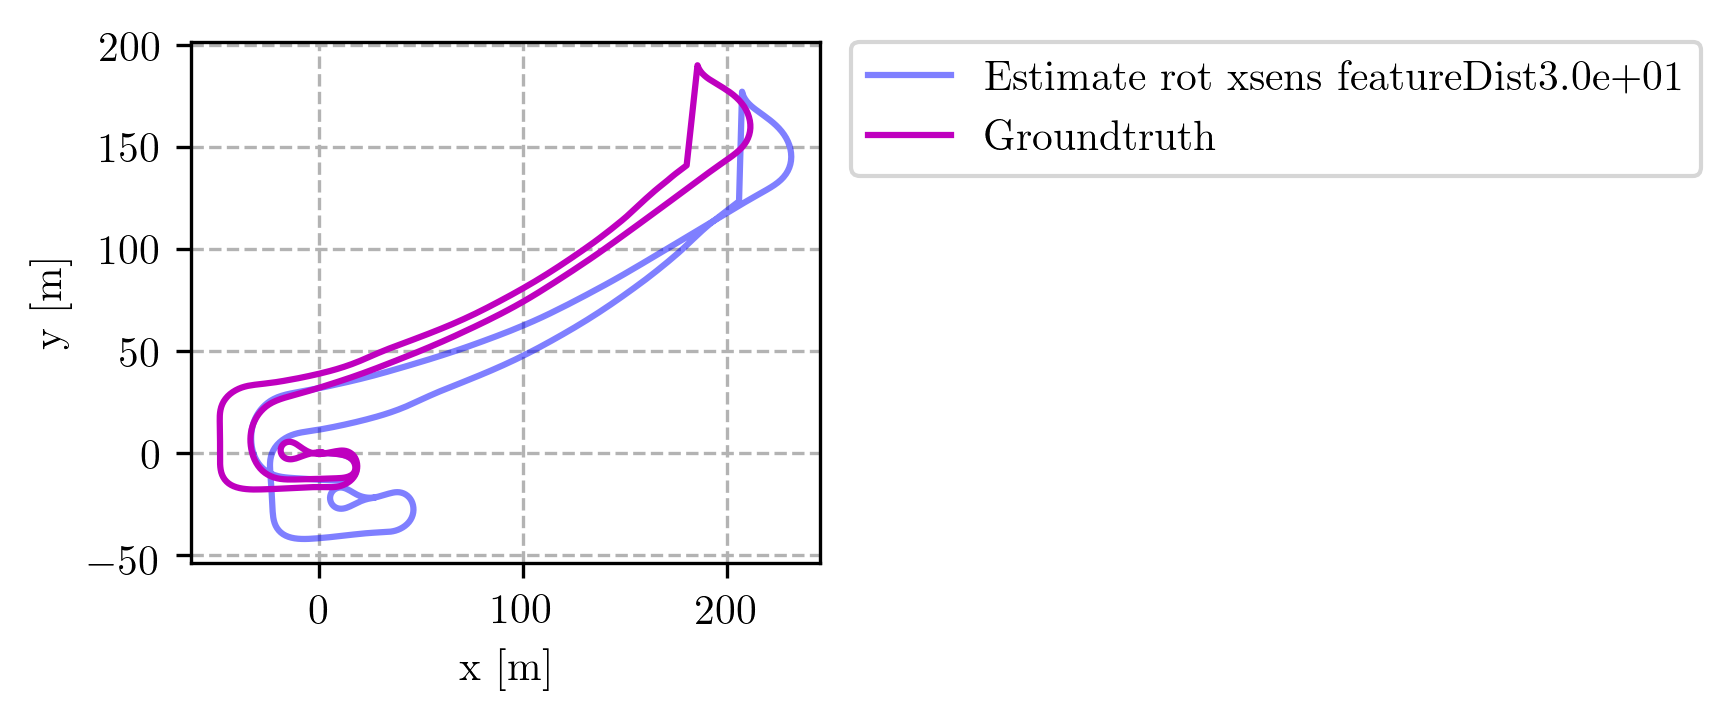 200
150
100
50
0
−50
y [m]
0 100 200
x [m]
Estimate rot xsens featureDist3.0e+01
Groundtruth